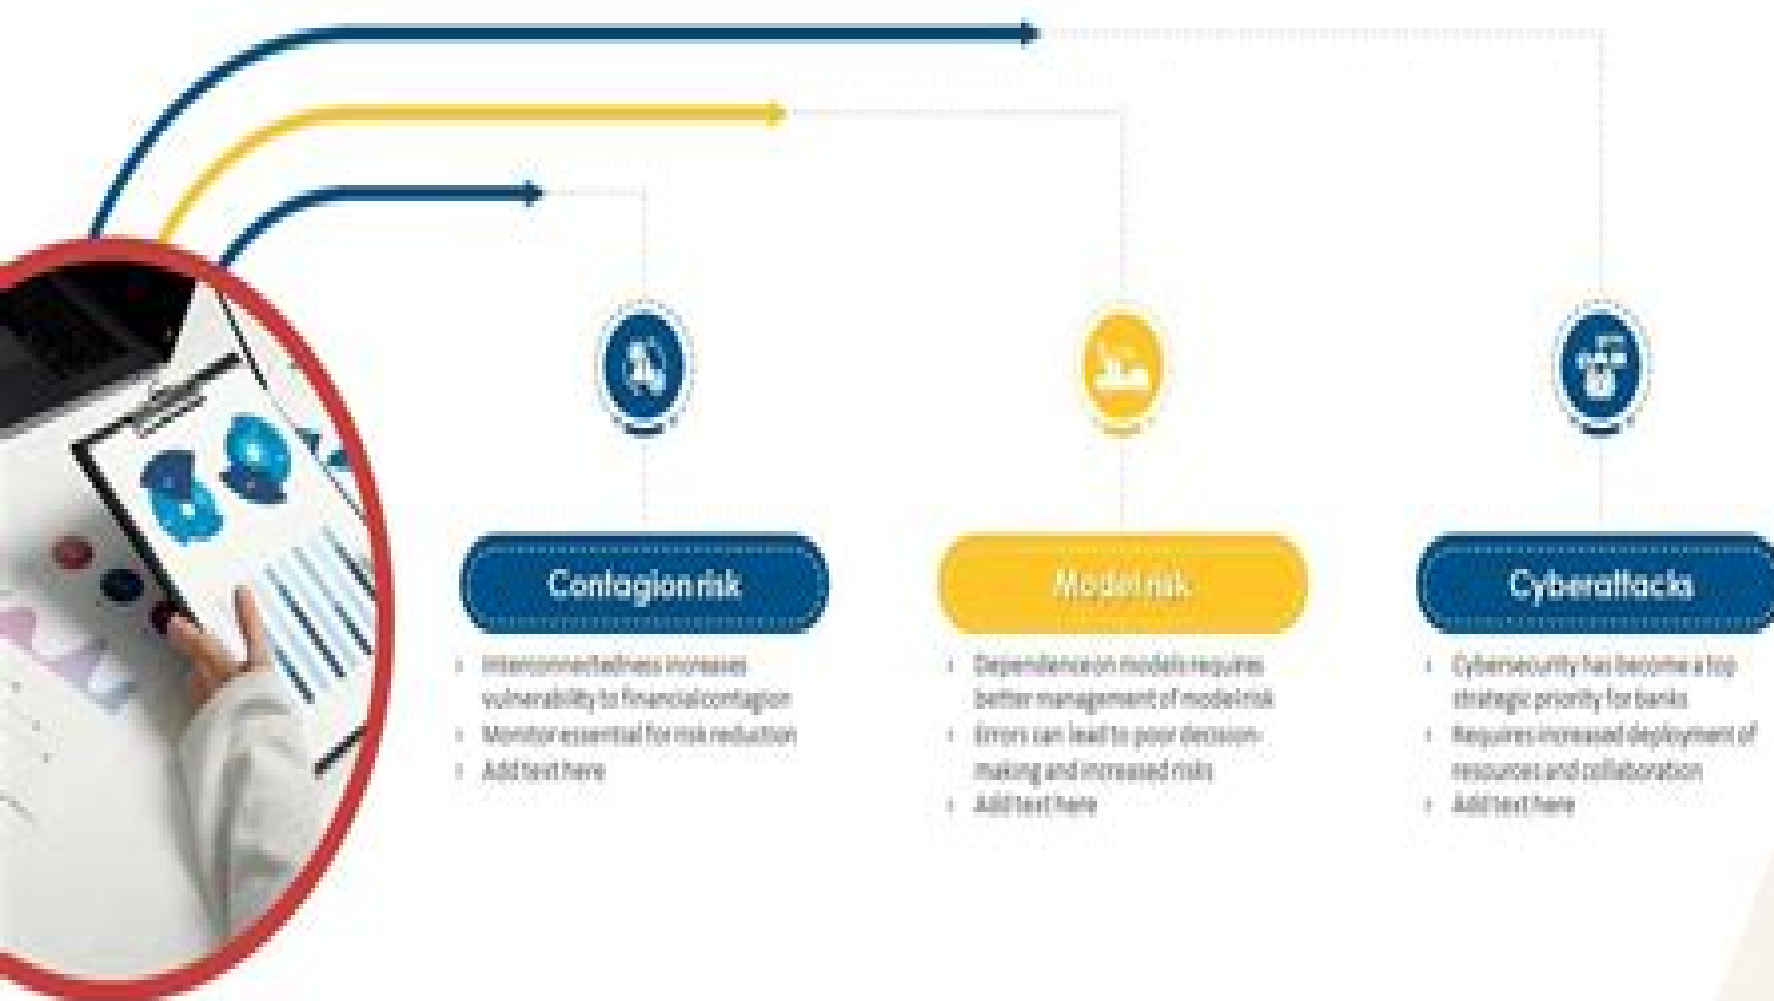 Contagion risk
Interconnectedness increases
vulnerability to financial contagion
Monitor essential for risk reduction
Add text here
Model risk
Dependence on models requires
better management of model risk
Errors can lead to poor decision-
making and increased risks
Add text here
Cyberattacks
Cybersecurity has become a top
strategic priority for banks
Requires increased deployment of
resources and collaboration
Add text here